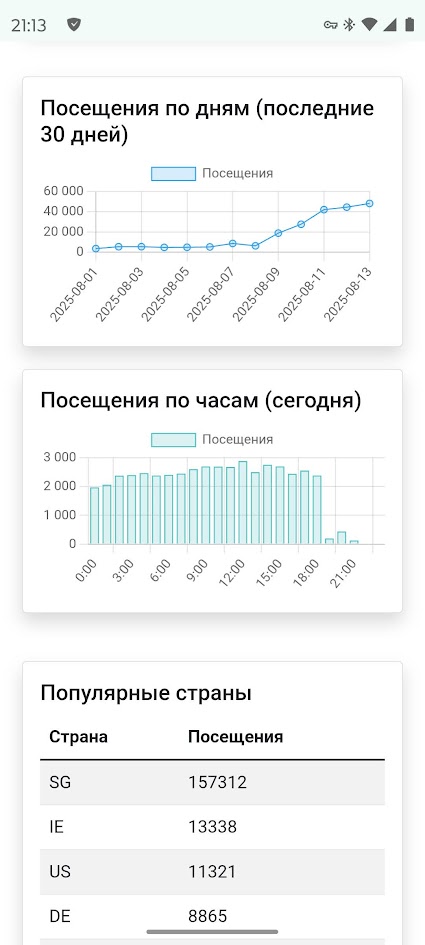 21:13
Посещения по дням (последние
30 дней)
Посещения
60 000
40 000
20 000
0
2025-08-01
2025-08-03
2025-08-05
2025-08-07
2025-08-09
2025-08-11
2025-08-13
Посещения по часам (сегодня)
Посещения
3 000
2 000
1 000
0
0:00
3:00
6:00
9:00
12:00
15:00
18:00
21:00
Популярные страны
Страна Посещения
SG 157312
IE 13338
US 11321
DE 8865